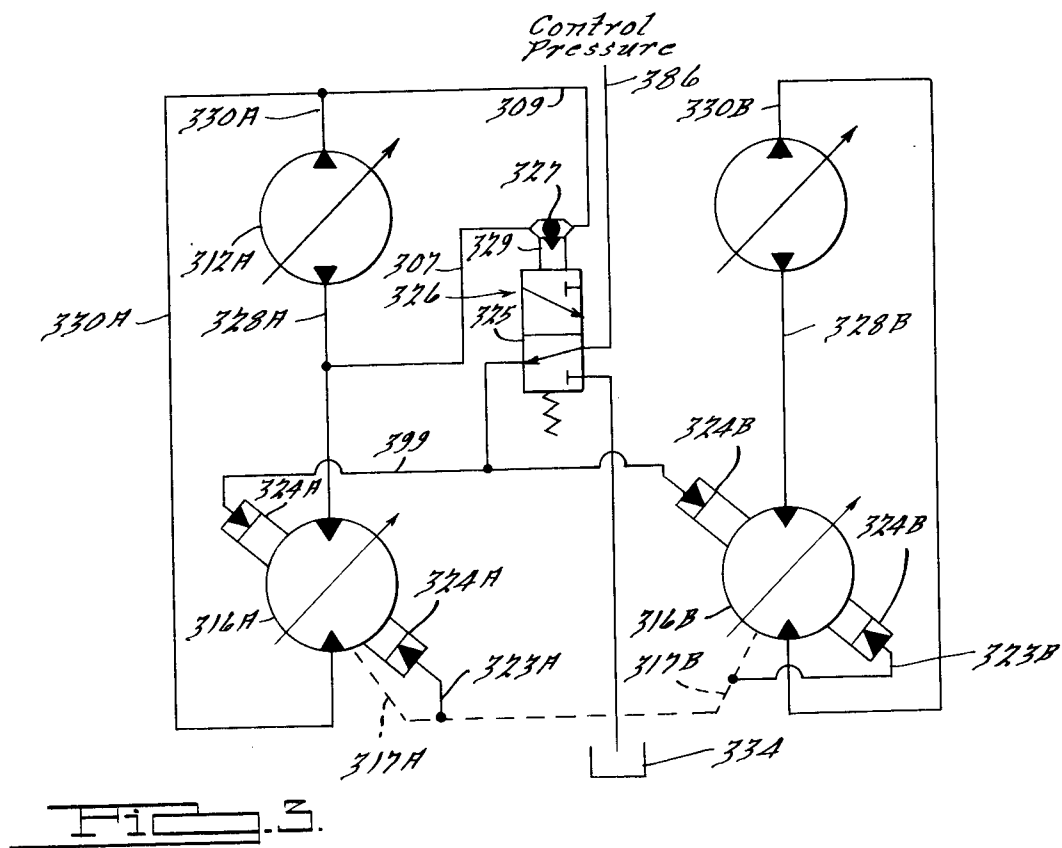 Control
Pressure
386
330A
309
330B
327
312A
307
329
326
330A
328A
325
328B
399
324B
324A
324B
324A
316A
316B
323A
317B
323B
317A
334
Fig. 3.